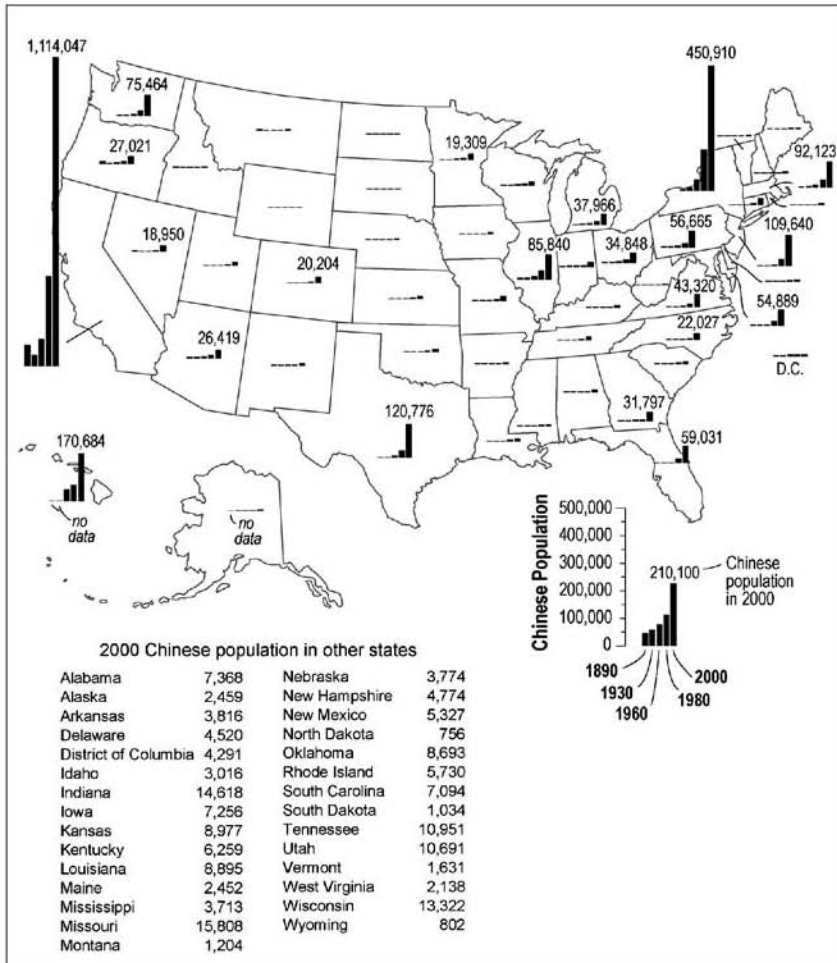 1,114,047
450,910
75,464
27,021
19,309
92,123
37,966
56,665
109,640
18,950
85,840
34,848
20,204
43,320
54,889
26,419
22,027
D.C.
31,797
120,776
59,031
170,684
no
data
no
data
500,000
400,000
300,000
200,000
100,000
0
Chinese Population
210,100
Chinese
population
in 2000
1890
1930
1960
1980
2000
2000 Chinese population in other states
Alabama 7,368
Alaska 2,459
Arkansas 3,816
Delaware 4,520
District of Columbia 4,291
Idaho 3,016
Indiana 14,618
Iowa 7,256
Kansas 8,977
Kentucky 6,259
Louisiana 8,895
Maine 2,452
Mississippi 3,713
Missouri 15,808
Montana 1,204
Nebraska 3,774
New Hampshire 4,774
New Mexico 5,327
North Dakota 756
Oklahoma 8,693
Rhode Island 5,730
South Carolina 7,094
South Dakota 1,034
Tennessee 10,951
Utah 10,691
Vermont 1,631
West Virginia 2,138
Wisconsin 13,322
Wyoming 802